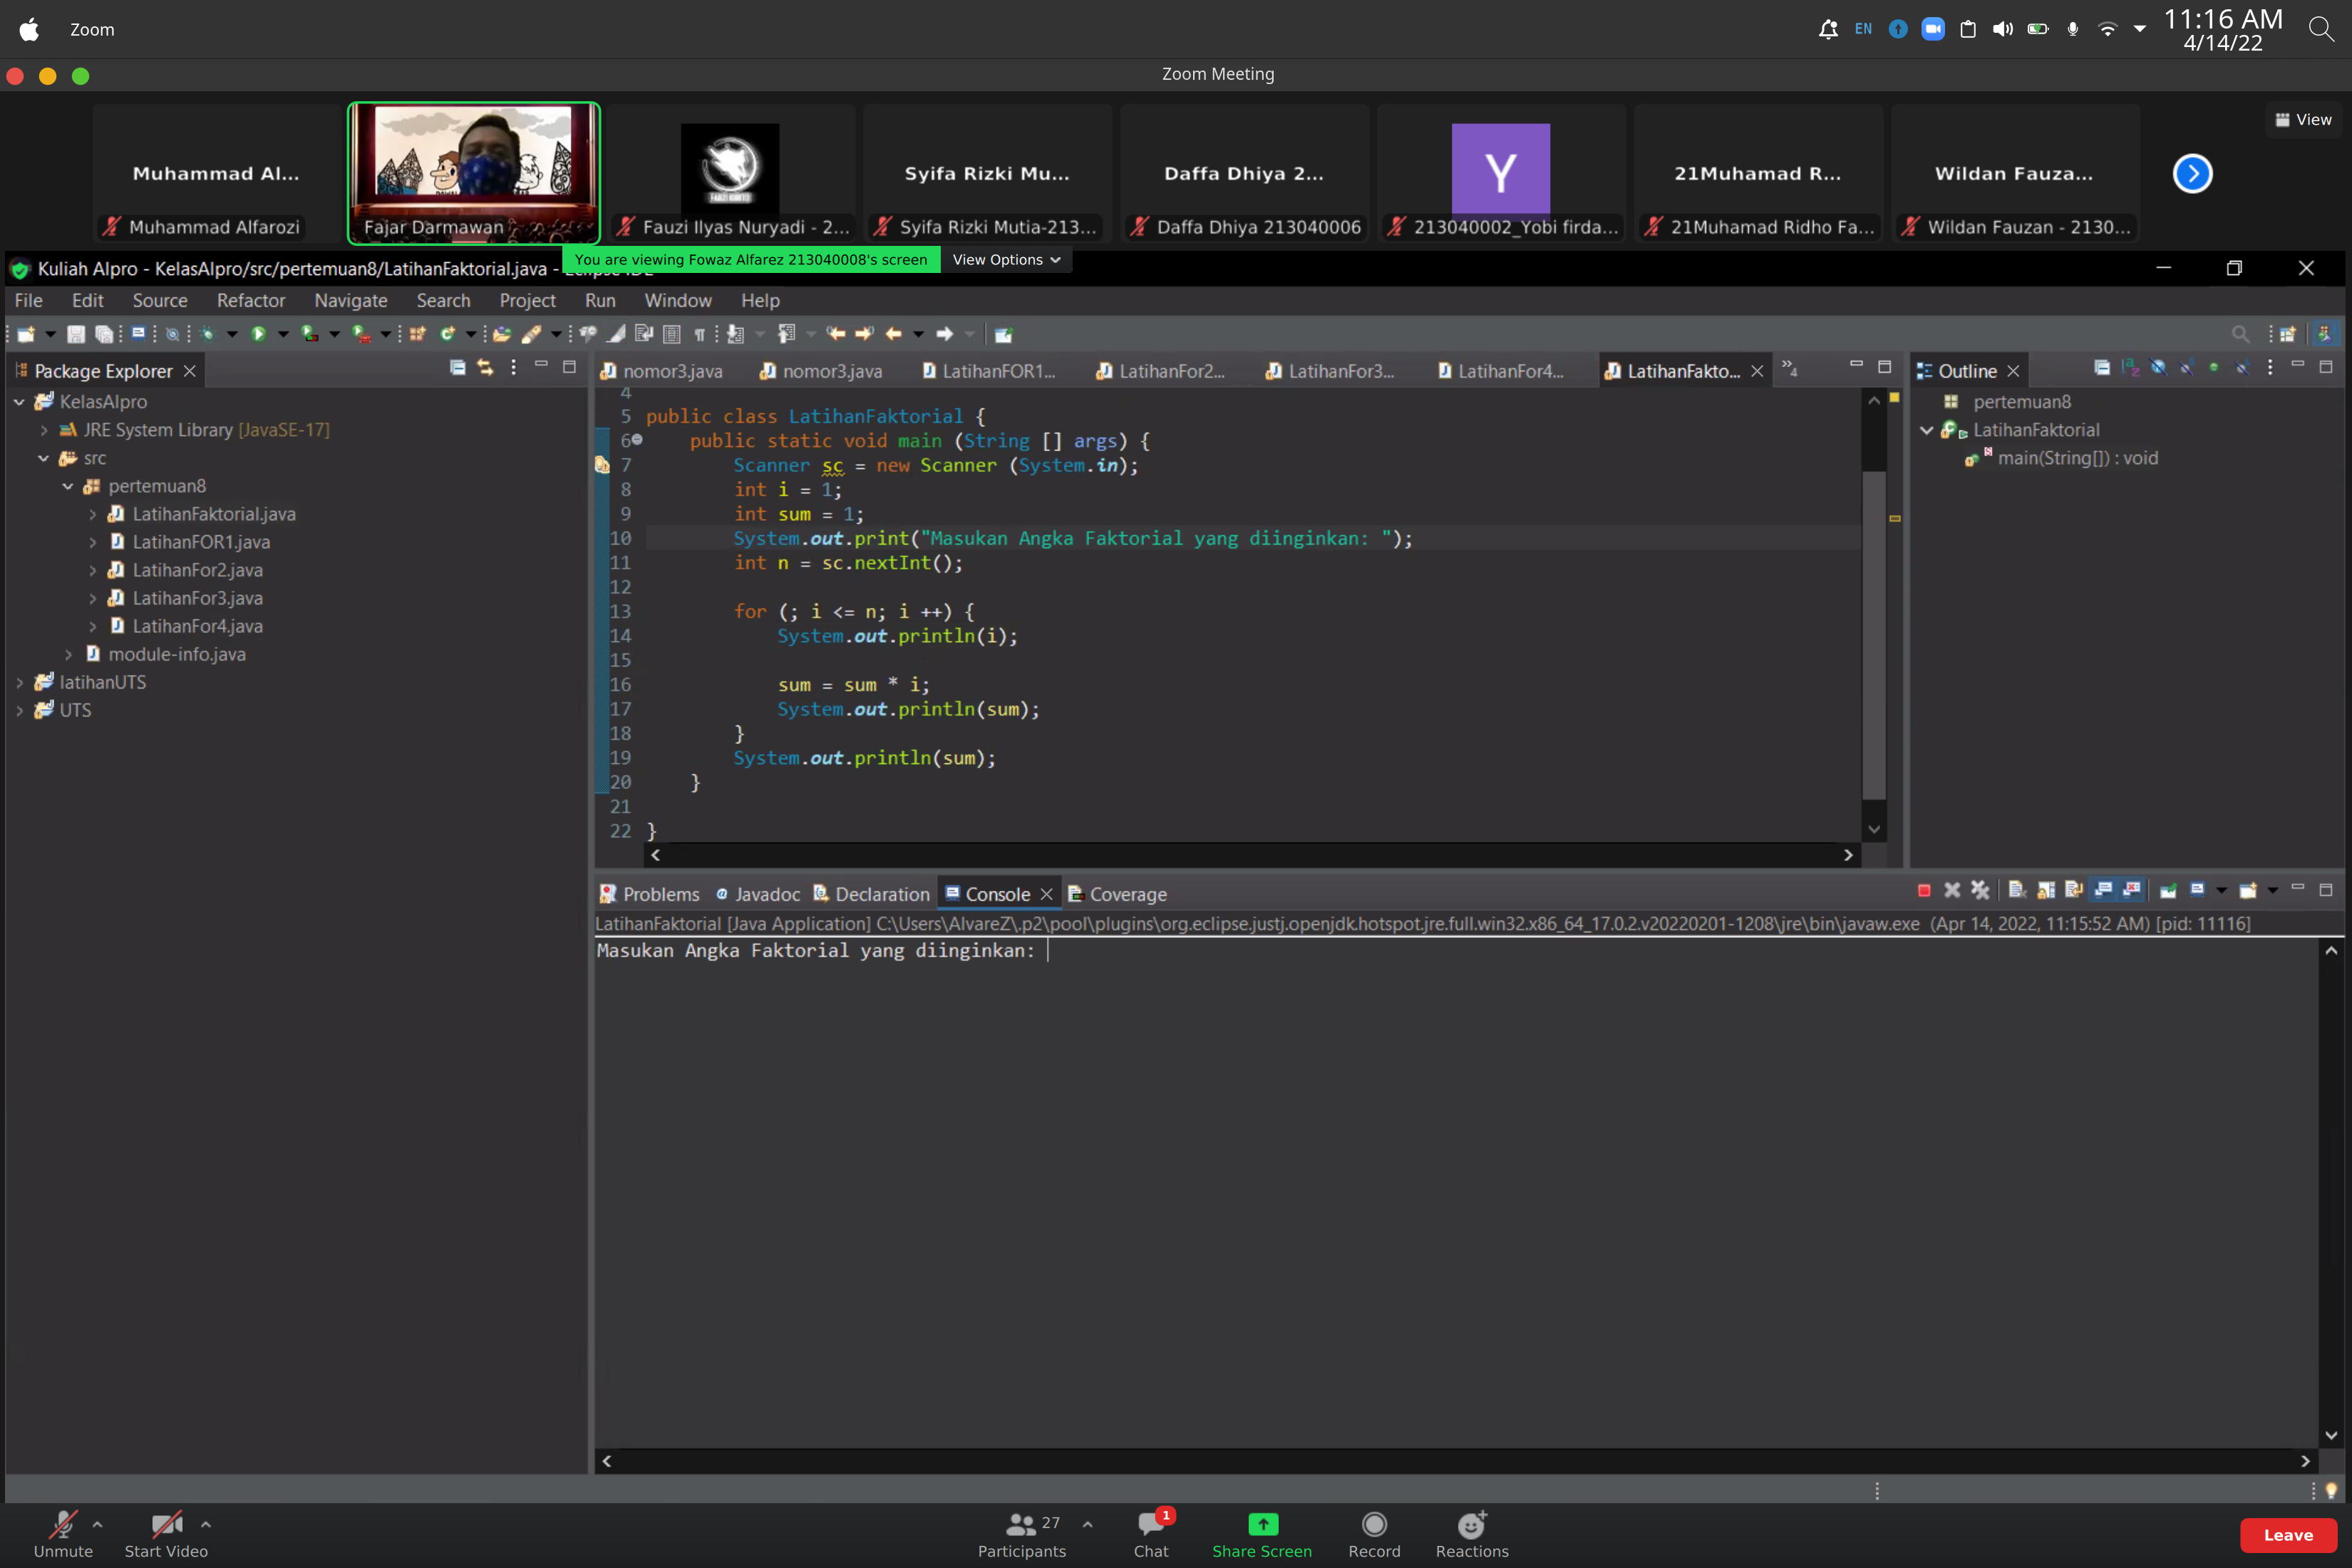 Zoom
EN
11:16 AM
4/14/22
Zoom Meeting
Muhammad Al...
Muhammad Alfarozi
Fajar Darmawan
Fauzi Ilyas Nuryadi - 2...
Syifa Rizki Mu...
Syifa Rizki Mutia-213...
Daffa Dhiya 2...
Daffa Dhiya 213040006
Y
213040002_Yobi firda...
21Muhamad R...
21Muhamad Ridho Fa...
Wildan Fauza...
Wildan Fauzan - 2130...
View
Kuliah Alpro - KelasAlpro/src/pertemuan8/LatihanFaktorial.java -
You are viewing Fowaz Alfarez 213040008's screen
View Options
File Edit Source Refactor Navigate Search Project Run Window Help
Package Explorer
KelasAlpro
JRE System Library [JavaSE-17]
src
pertemuan8
LatihanFaktorial.java
LatihanFOR1.java
LatihanFor2.java
LatihanFor3.java
LatihanFor4.java
module-info.java
latihanUTS
UTS
nomor3.java nomor3.java LatihanFOR1... LatihanFor2... LatihanFor3... LatihanFor4... LatihanFakto... »4
4
5 public class LatihanFaktorial {
6 public static void main (String [] args) {
7 Scanner sc = new Scanner (System.in);
8 int i = 1;
9 int sum = 1;
10 System.out.print("Masukan Angka Faktorial yang diinginkan: ");
11 int n = sc.nextInt();
12
13 for (; i <= n; i ++) {
14 System.out.println(i);
15
16 sum = sum * i;
17 System.out.println(sum);
18 }
19 System.out.println(sum);
20 }
21
22 }
Outline
pertemuan8
LatihanFaktorial
main(String[]) : void
Problems Javadoc Declaration Console Coverage
LatihanFaktorial [Java Application] C:\Users\AlvareZ\.p2\pool\plugins\org.eclipse.justj.openjdk.hotspot.jre.full.win32.x86_64_17.0.2.v20220201-1208\jre\bin\javaw.exe (Apr 14, 2022, 11:15:52 AM) [pid: 11116]
Masukan Angka Faktorial yang diinginkan:
Unmute
Start Video
27
Participants
1
Chat
Share Screen
Record
Reactions
Leave